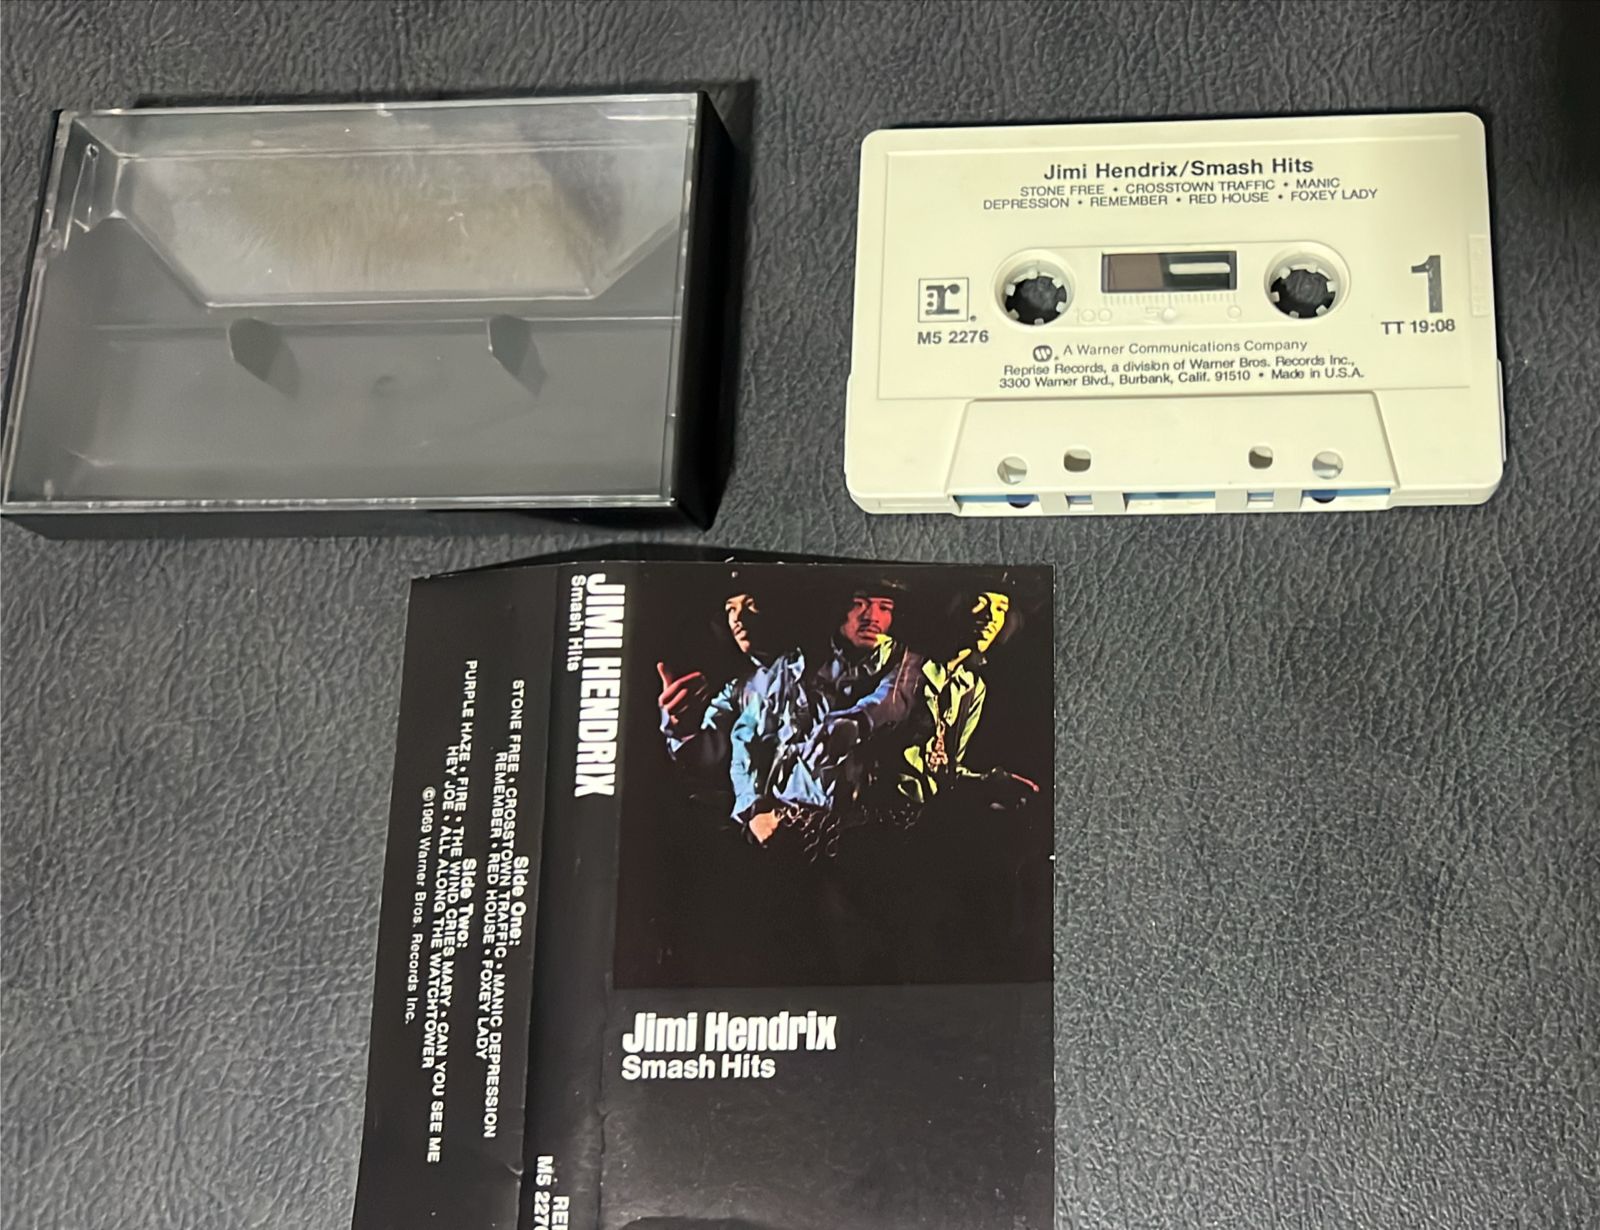 Jimi Hendrix/Smash Hits
STONE FREE • CROSSTOWN TRAFFIC • MANIC
DEPRESSION • REMEMBER • RED HOUSE • FOXEY LADY
r
M5 2276
1
TT 19:08
100 50 0
A Warner Communications Company
Reprise Records, a division of Warner Bros. Records Inc.,
3300 Warner Blvd., Burbank, Calif. 91510 • Made in U.S.A.
JIMI HENDRIX
Smash Hits
M5 2276
Side One:
STONE FREE • CROSSTOWN TRAFFIC • MANIC DEPRESSION
REMEMBER • RED HOUSE • FOXEY LADY
Side Two:
PURPLE HAZE • FIRE • THE WIND CRIES MARY • CAN YOU SEE ME
HEY JOE • ALL ALONG THE WATCHTOWER
©1969 Warner Bros. Records Inc.
Jimi Hendrix
Smash Hits